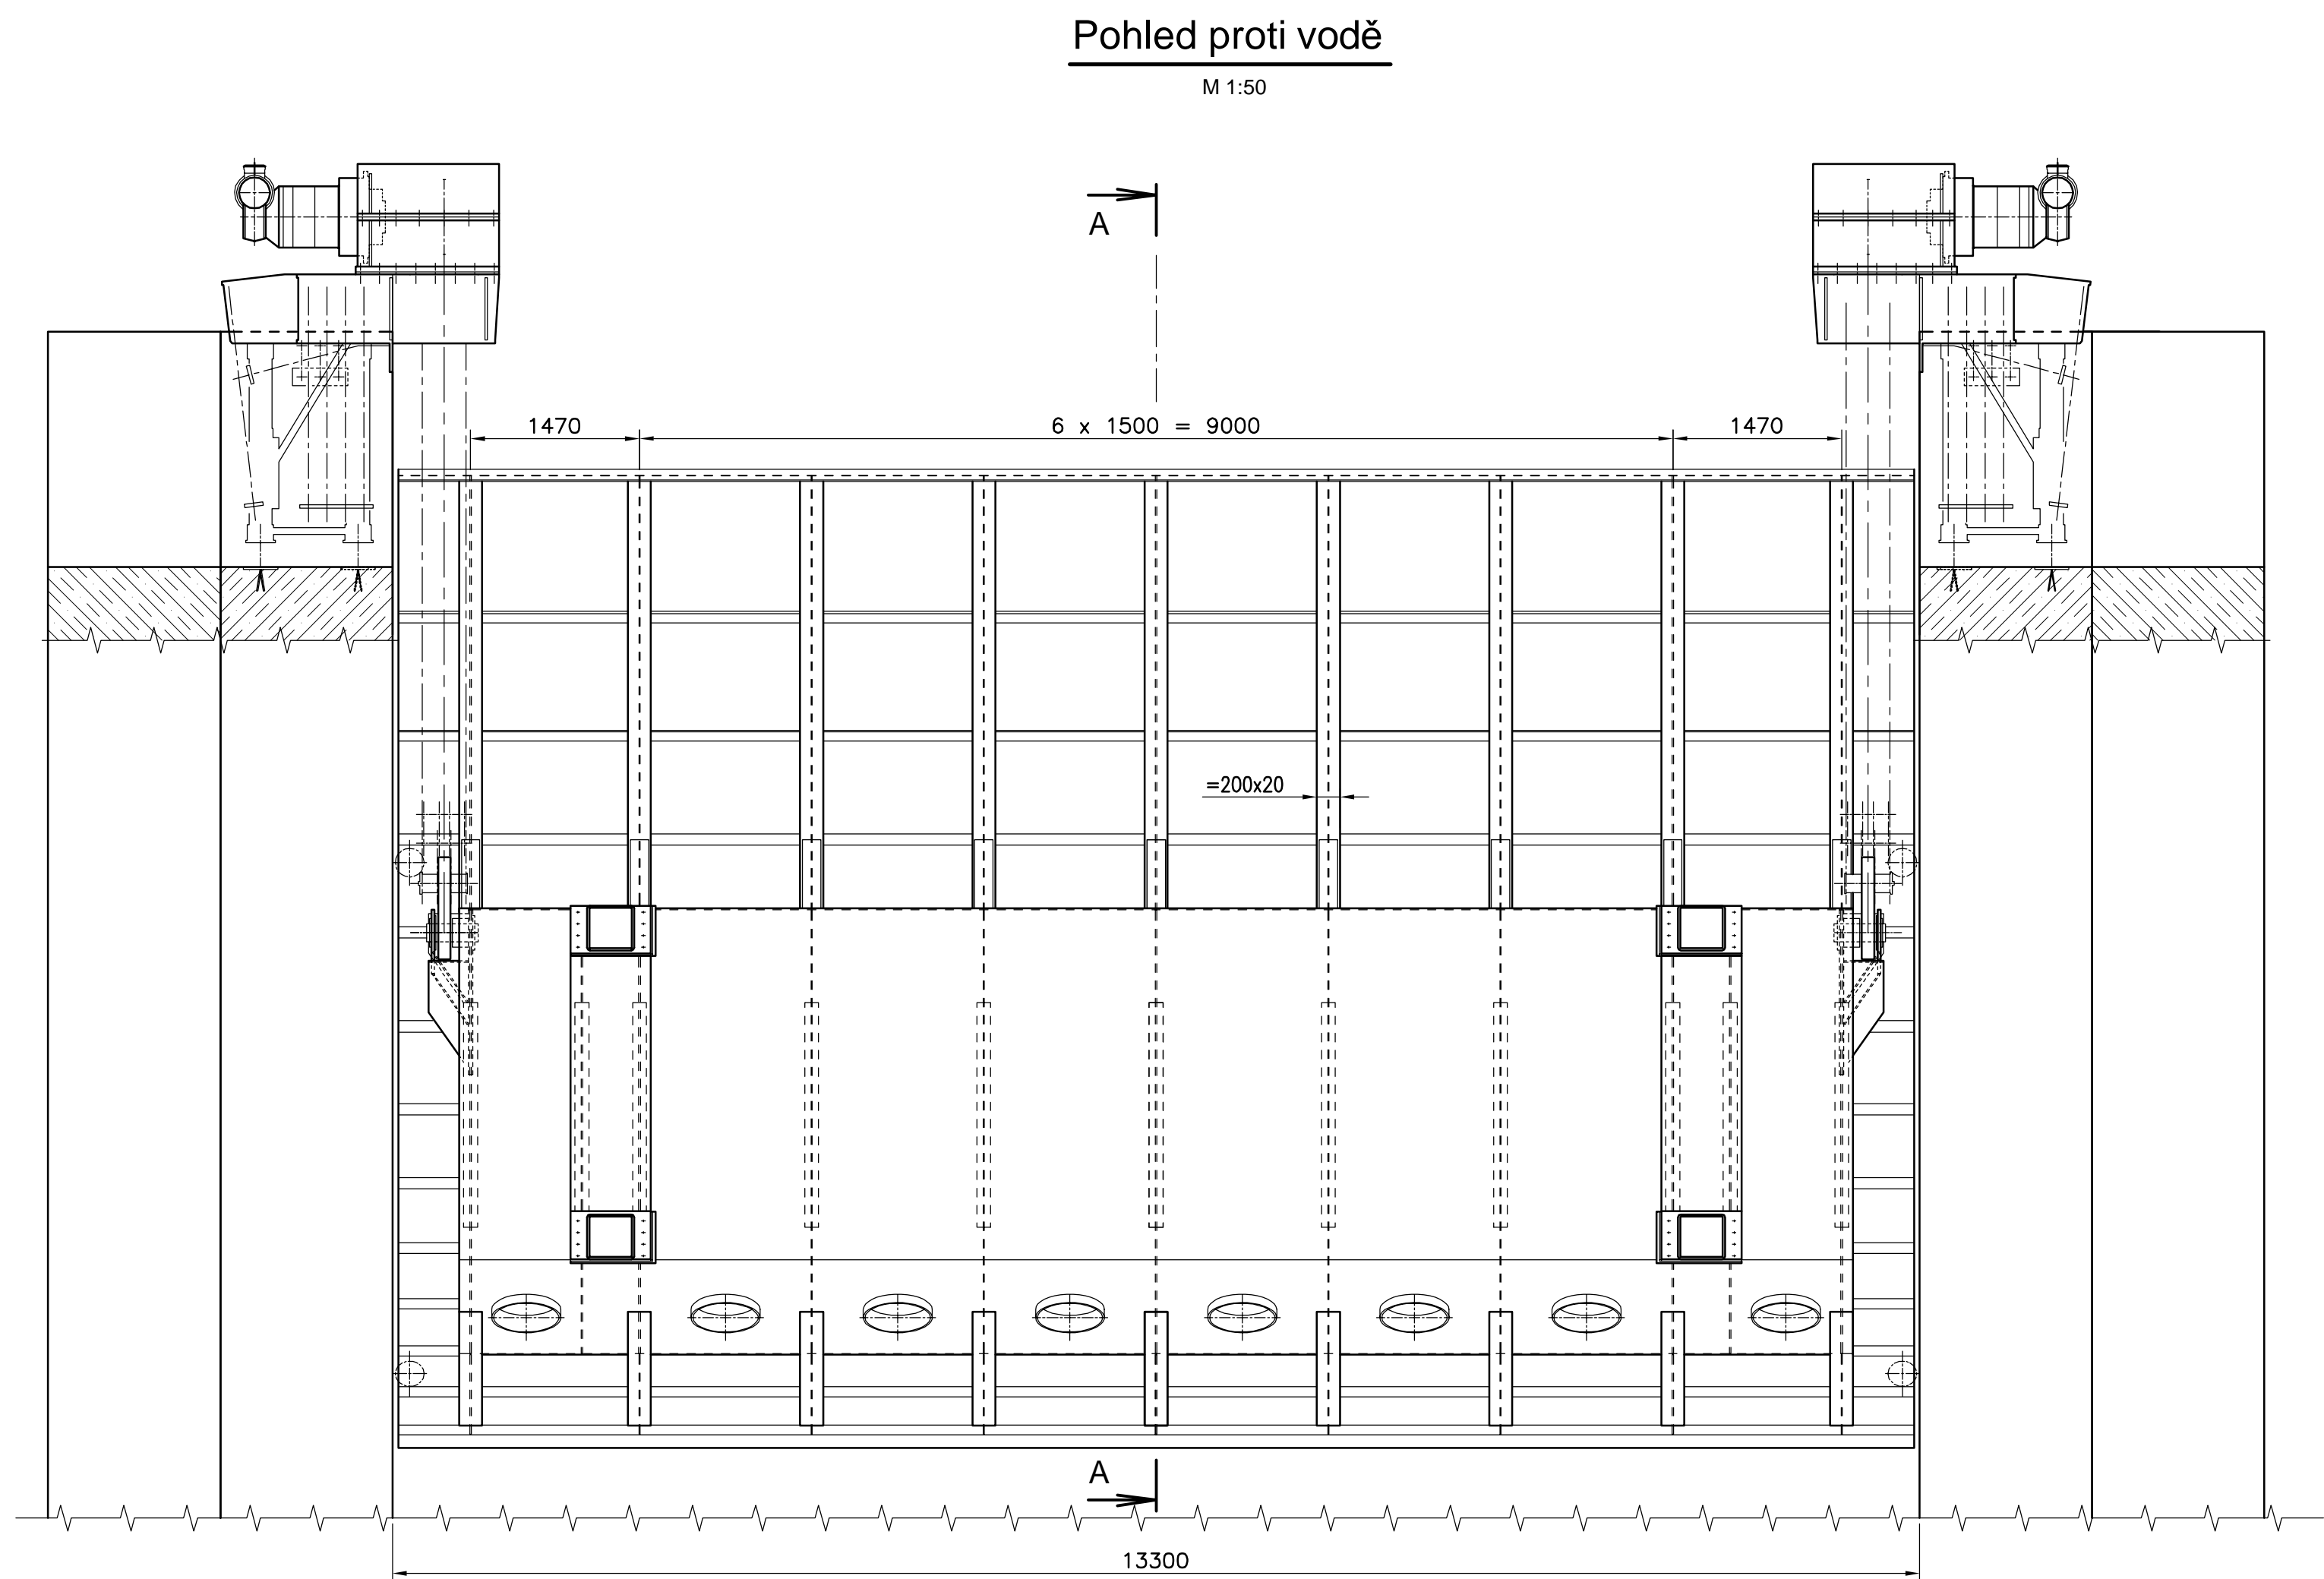 Pohled proti vodě
M 1:50
A
1470
6 x 1500 = 9000
1470
=200x20
A
13300